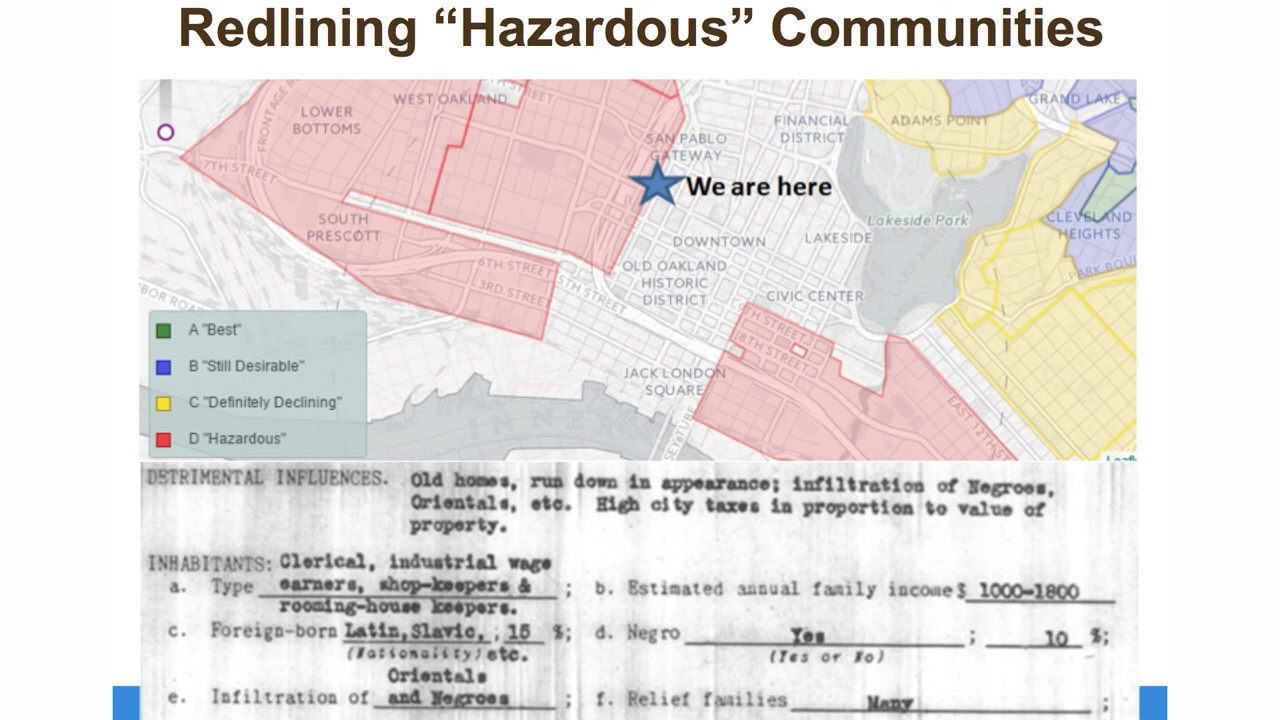 Redlining “Hazardous” Communities
LOWER
BOTTOMS
WEST OAKLAND
STREET
FRONTAGE
7TH STREET
SOUTH
PRESCOTT
6TH STREET
3RD STREET
5TH STREET
SAN PABLO
GATEWAY
FINANCIAL
DISTRICT
ADAMS POINT
GRAND LAKE
We are here
Lakeside Park
CLEVELAND
HEIGHTS
DOWNTOWN
LAKESIDE
OLD OAKLAND
HISTORIC
DISTRICT
CIVIC CENTER
8TH STREET
JACK LONDON
SQUARE
EAST 12TH
INNER
A "Best"
B "Still Desirable"
C "Definitely Declining"
D "Hazardous"
DETRIMENTAL INFLUENCES. Old homes, run down in appearance; infiltration of Negroes,
Orientals, etc. High city taxes in proportion to value of
property.
INHABITANTS: Clerical, industrial wage
a. Type earners, shop-keepers & ; b. Estimated annual family income $ 1000-1800
rooming-house keepers.
c. Foreign-born Latin, Slavic, ; 15 %; d. Negro Yes ; 10 %;
(Nationality) etc. (Yes or No)
Orientals
e. Infiltration of and Negroes ; f. Relief families Many ;